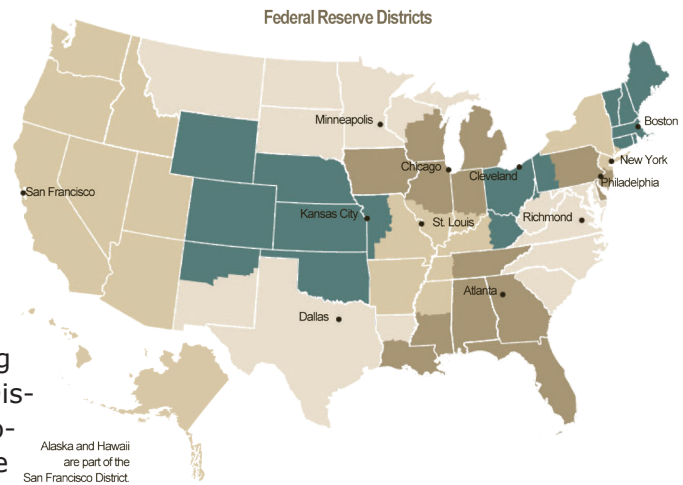 Federal Reserve Districts
Minneapolis
Boston
Chicago
Cleveland
New York
Philadelphia
San Francisco
Kansas City
St. Louis
Richmond
Atlanta
Dallas
g
is-
o-
e
Alaska and Hawaii
are part of the
San Francisco District.